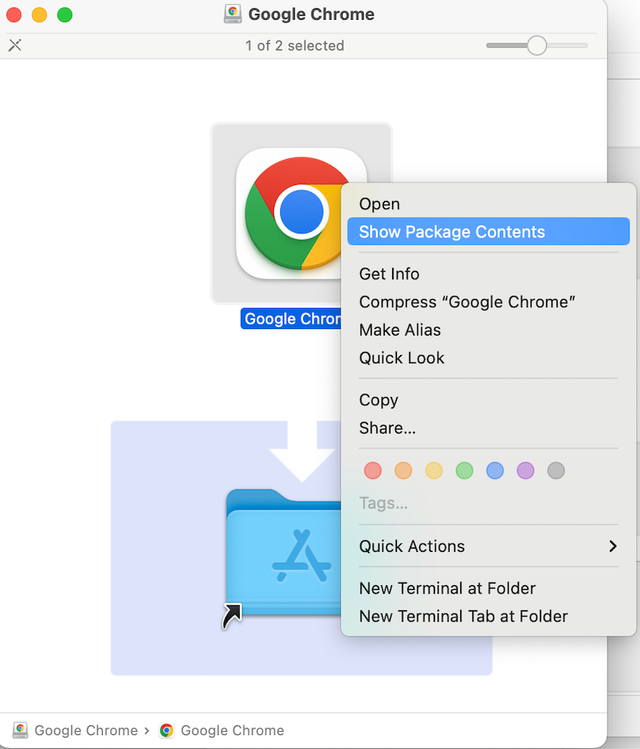 Google Chrome
1 of 2 selected
Google Chror
Open
Show Package Contents
Get Info
Compress “Google Chrome”
Make Alias
Quick Look
Copy
Share...
Tags...
Quick Actions
New Terminal at Folder
New Terminal Tab at Folder
Google Chrome › Google Chrome